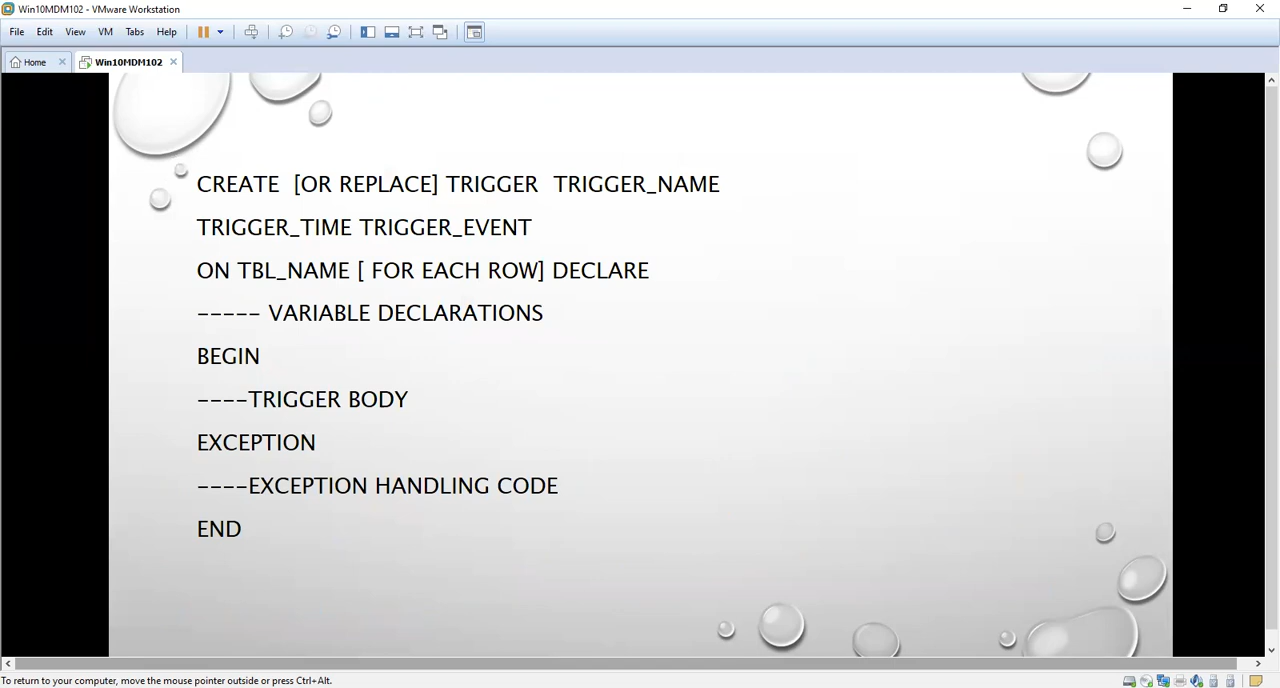 Win10MDM102 - VMware Workstation
File Edit View VM Tabs Help
Home Win10MDM102
CREATE [OR REPLACE] TRIGGER TRIGGER_NAME
TRIGGER_TIME TRIGGER_EVENT
ON TBL_NAME [ FOR EACH ROW] DECLARE
----- VARIABLE DECLARATIONS
BEGIN
----TRIGGER BODY
EXCEPTION
----EXCEPTION HANDLING CODE
END
To return to your computer, move the mouse pointer outside or press Ctrl+Alt.